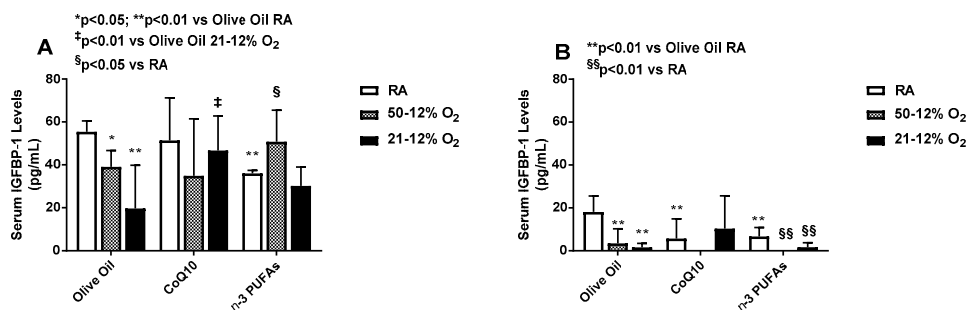 *p<0.05; **p<0.01 vs Olive Oil RA
A
‡p<0.01 vs Olive Oil 21-12% O2
§p<0.05 vs RA
Serum IGFBP-1 Levels
(pg/mL)
80
60
40
20
0
*
**
‡
**
§
Olive Oil
CoQ10
n-3 PUFAs
RA
50-12% O2
21-12% O2
B
**p<0.01 vs Olive Oil RA
§§p<0.01 vs RA
Serum IGFBP-1 Levels
(pg/mL)
80
60
40
20
0
**
**
**
**
§§
§§
Olive Oil
CoQ10
n-3 PUFAs
RA
50-12% O2
21-12% O2